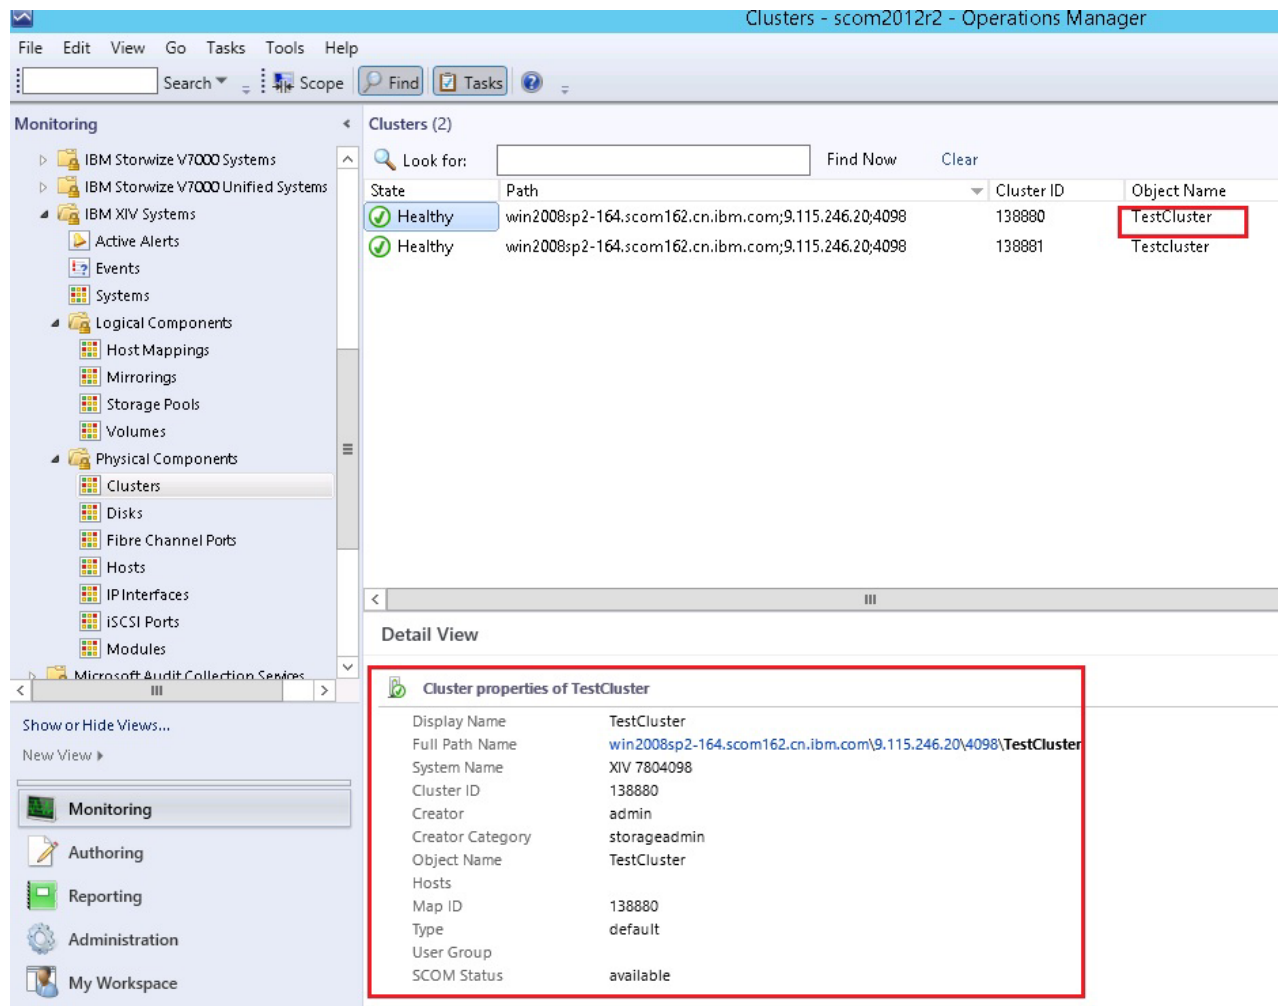 Clusters - scom2012r2 - Operations Manager
File Edit View Go Tasks Tools Help
Search Scope Find Tasks
Monitoring
IBM Storwize V7000 Systems
IBM Storwize V7000 Unified Systems
IBM XIV Systems
Active Alerts
Events
Systems
Logical Components
Host Mappings
Mirrorings
Storage Pools
Volumes
Physical Components
Clusters
Disks
Fibre Channel Ports
Hosts
IP Interfaces
iSCSI Ports
Modules
Microsoft Audit Collection Services
Show or Hide Views...
New View
Monitoring
Authoring
Reporting
Administration
My Workspace
Clusters (2)
Look for: Find Now Clear
State Path Cluster ID Object Name
Healthy win2008sp2-164.scom162.cn.ibm.com;9.115.246.20;4098 138880 TestCluster
Healthy win2008sp2-164.scom162.cn.ibm.com;9.115.246.20;4098 138881 Testcluster
Detail View
Cluster properties of TestCluster
Display Name TestCluster
Full Path Name win2008sp2-164.scom162.cn.ibm.com\9.115.246.20\4098\TestCluster
System Name XIV 7804098
Cluster ID 138880
Creator admin
Creator Category storageadmin
Object Name TestCluster
Hosts
Map ID 138880
Type default
User Group
SCOM Status available